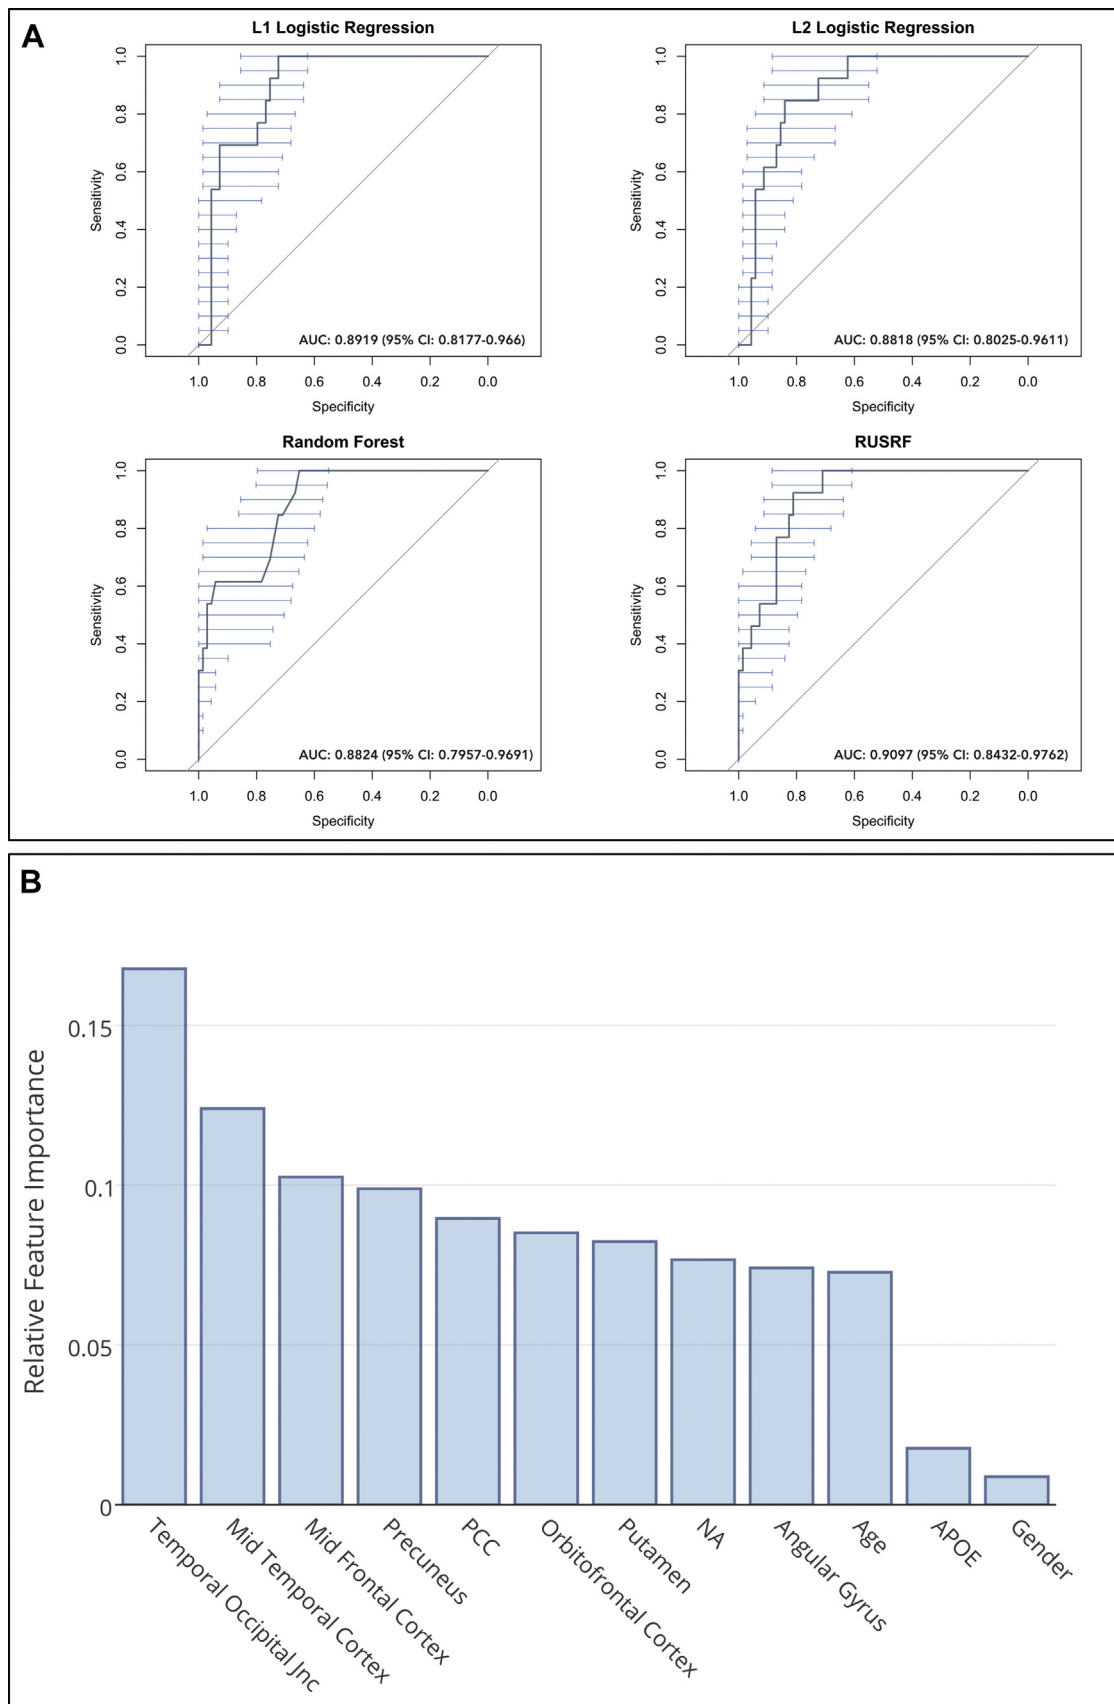 A
L1 Logistic Regression
1.0
0.8
0.6
0.4
0.2
0.0
Sensitivity
AUC: 0.8919 (95% CI: 0.8177-0.966)
1.0 0.8 0.6 0.4 0.2 0.0
Specificity
L2 Logistic Regression
1.0
0.8
0.6
0.4
0.2
0.0
Sensitivity
AUC: 0.8818 (95% CI: 0.8025-0.9611)
1.0 0.8 0.6 0.4 0.2 0.0
Specificity
Random Forest
1.0
0.8
0.6
0.4
0.2
0.0
Sensitivity
AUC: 0.8824 (95% CI: 0.7957-0.9691)
1.0 0.8 0.6 0.4 0.2 0.0
Specificity
RUSRF
1.0
0.8
0.6
0.4
0.2
0.0
Sensitivity
AUC: 0.9097 (95% CI: 0.8432-0.9762)
1.0 0.8 0.6 0.4 0.2 0.0
Specificity
B
Relative Feature Importance
0.15
0.1
0.05
0
Temporal Occipital Jnc
Mid Temporal Cortex
Mid Frontal Cortex
Precuneus
PCC
Orbitofrontal Cortex
Putamen
NA
Angular Gyrus
Age
APOE
Gender